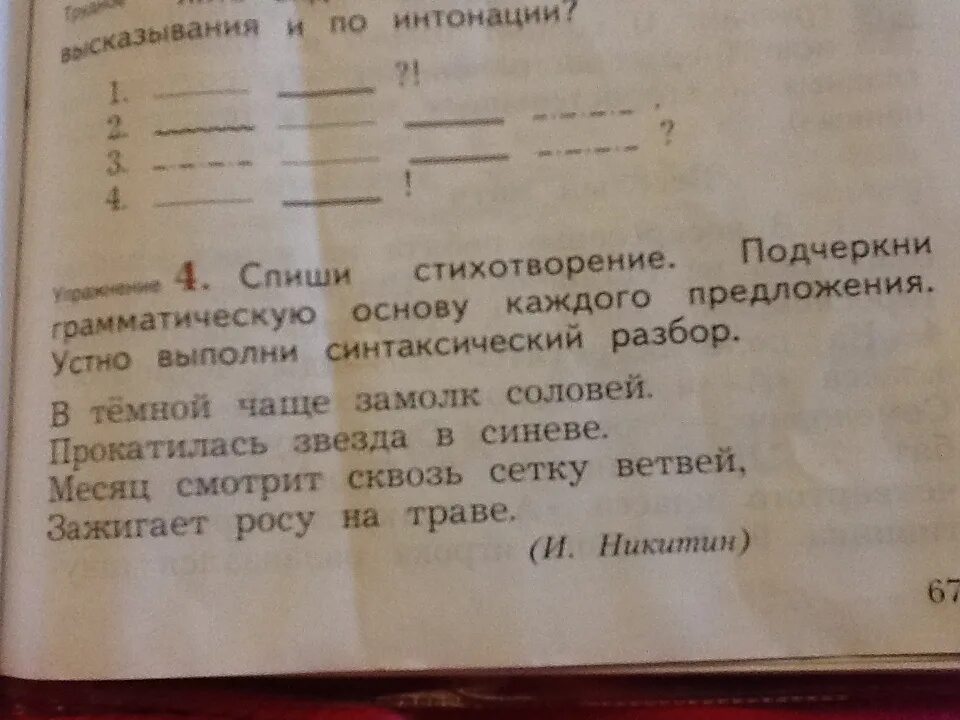 Трудное
высказывания и по интонации?
1. ?!
2. .
3. ?
4. !
Упражнение 4. Спиши стихотворение. Подчеркни
грамматическую основу каждого предложения.
Устно выполни синтаксический разбор.
В тёмной чаще замолк соловей.
Прокатилась звезда в синеве.
Месяц смотрит сквозь сетку ветвей,
Зажигает росу на траве.
(И. Никитин)
67